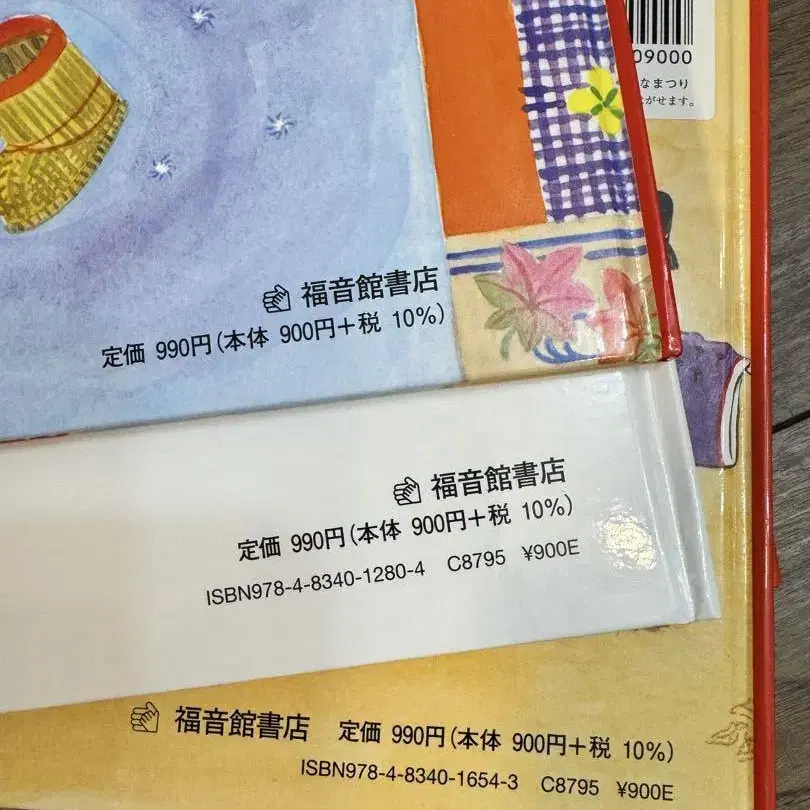 09000
なまつり
がせます。
福音館書店
定価 990円(本体 900円＋税 10%)
福音館書店
定価 990円(本体 900円＋税 10%)
ISBN978-4-8340-1280-4 C8795 ¥900E
福音館書店 定価 990円(本体 900円＋税 10%)
ISBN978-4-8340-1654-3 C8795 ¥900E